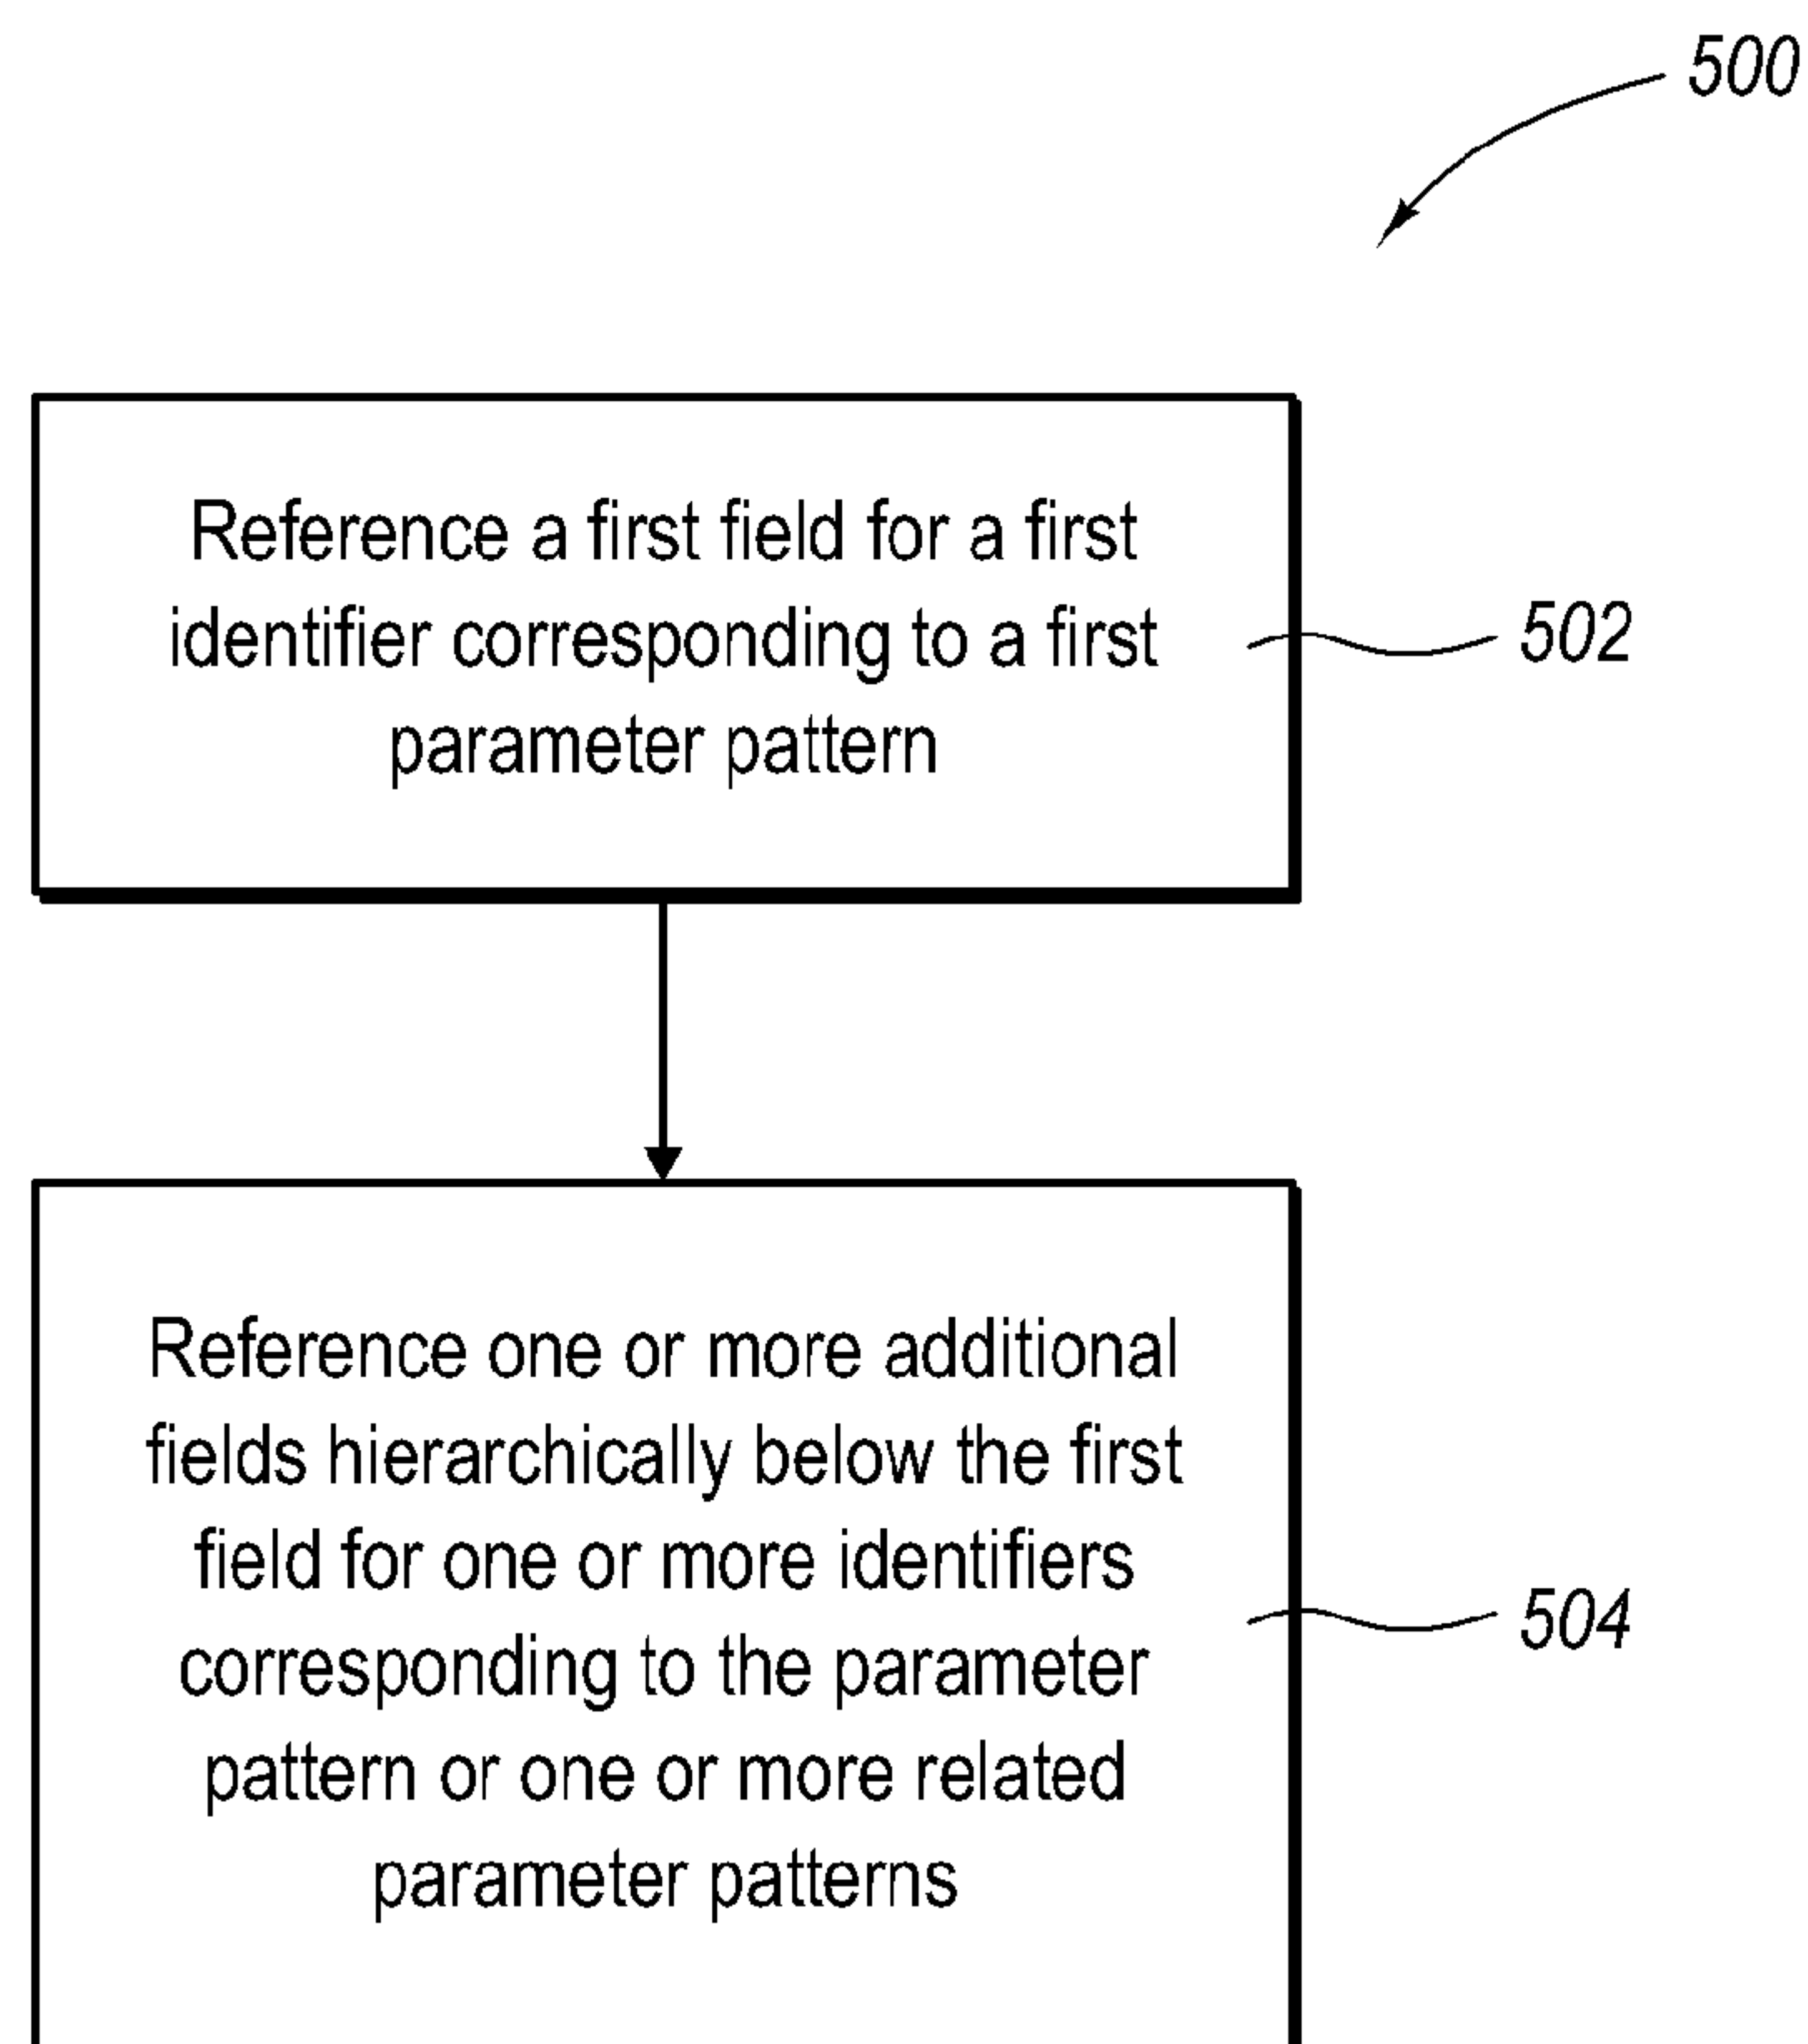 500
Reference a first field for a first
identifier corresponding to a first
parameter pattern
502
Reference one or more additional
fields hierarchically below the first
field for one or more identifiers
corresponding to the parameter
pattern or one or more related
parameter patterns
504